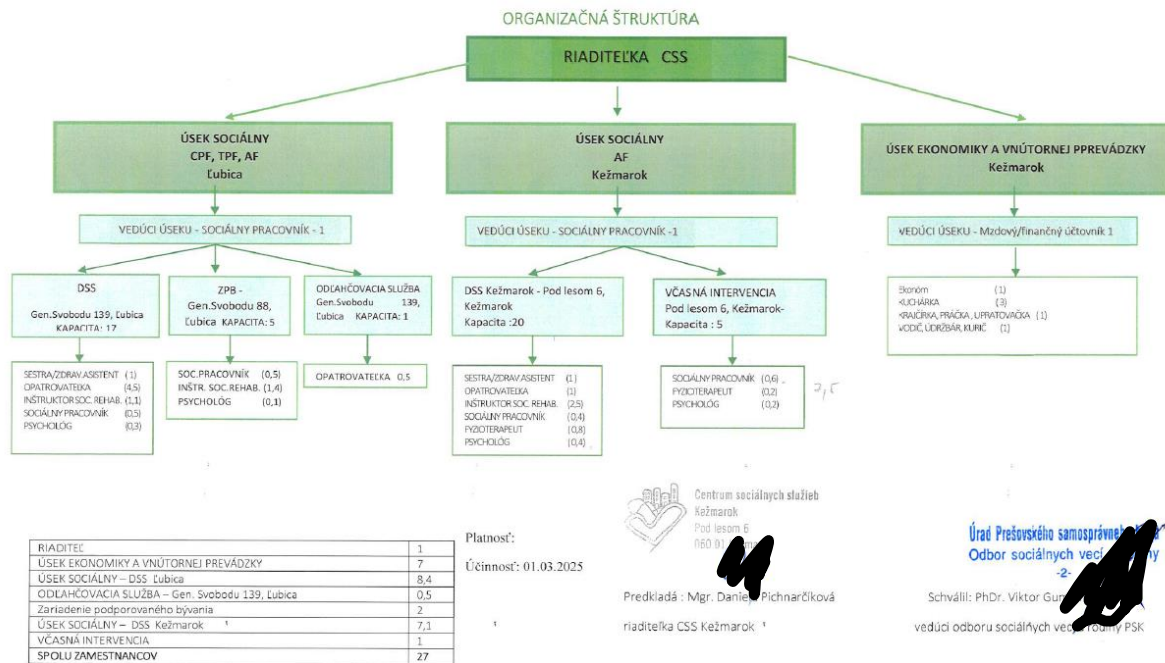 ORGANIZAČNÁ ŠTRUKTÚRA
RIADITEĽKA CSS
ÚSEK SOCIÁLNY
CPF, TPF, AF
Ľubica
ÚSEK SOCIÁLNY
AF
Kežmarok
ÚSEK EKONOMIKY A VNÚTORNEJ PPREVÁDZKY
Kežmarok
VEDÚCI ÚSEKU - SOCIÁLNY PRACOVNÍK - 1
VEDÚCI ÚSEKU - SOCIÁLNY PRACOVNÍK -1
VEDÚCI ÚSEKU - Mzdový/finančný účtovník 1
DSS
Gen.Svobodu 139, Ľubica
KAPACITA: 17
ZPB -
Gen.Svobodu 88,
Ľubica KAPACITA: 5
ODĽAHČOVACIA SLUŽBA
Gen.Svobodu 139,
Ľubica KAPACITA: 1
DSS Kežmarok - Pod lesom 6,
Kežmarok
Kapacita :20
VČASNÁ INTERVENCIA
Pod lesom 6, Kežmarok-
Kapacita : 5
Ekonóm (1)
KUCHÁRKA (3)
KRAJČÍRKA, PRÁČKA, UPRATOVAČKA (1)
VODIČ, ÚDRŽBÁR, KURIČ (1)
SESTRA/ZDRAV.ASISTENT (1)
OPATROVATEĽKA (4,5)
INŠTRUKTOR SOC. REHAB. (1,1)
SOCIÁLNY PRACOVNÍK (0,5)
PSYCHOLÓG (0,3)
SOC.PRACOVNÍK (0,5)
INŠTR. SOC.REHAB. (1,4)
PSYCHOLÓG (0,1)
OPATROVATEĽKA 0,5
SESTRA/ZDRAV.ASISTENT (1)
OPATROVATEĽKA (1)
INŠTRUKTOR SOC. REHAB. (2,5)
SOCIÁLNY PRACOVNÍK (0,4)
FYZIOTERAPEUT (0,8)
PSYCHOLÓG (0,4)
SOCIÁLNY PRACOVNÍK (0,6)
FYZIOTERAPEUT (0,2)
PSYCHOLÓG (0,2)
RIADITEĽ 1
ÚSEK EKONOMIKY A VNÚTORNEJ PREVÁDZKY 7
ÚSEK SOCIÁLNY – DSS Ľubica 8,4
ODĽAHČOVACIA SLUŽBA – Gen. Svobodu 139, Ľubica 0,5
Zariadenie podporovaného bývania 2
ÚSEK SOCIÁLNY – DSS Kežmarok 7,1
VČASNÁ INTERVENCIA 1
SPOLU ZAMESTNANCOV 27
Platnosť:
Účinnosť: 01.03.2025
Centrum sociálnych služieb
Kežmarok
Pod lesom 6
060 01
Predkladá : Mgr. Daniela Pichnarčíková
riaditeľka CSS Kežmarok
Úrad Prešovského samosprávneho
Odbor sociálnych vecí
-2-
Schválil: PhDr. Viktor
vedúci odboru sociálnych vecí a rodiny PSK